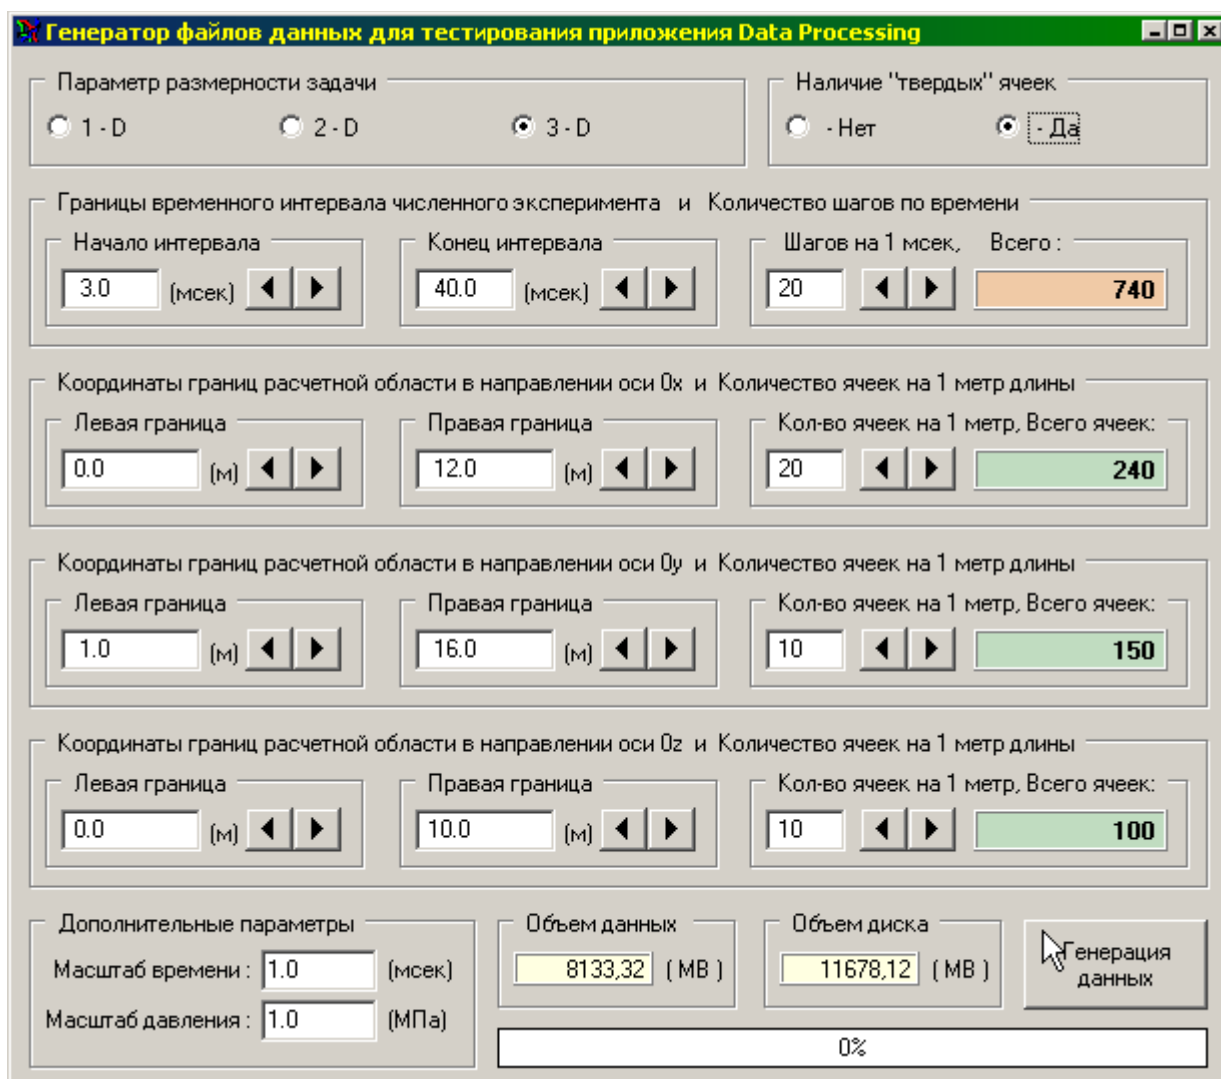 Генератор файлов данных для тестирования приложения Data Processing
Параметр размерности задачи
Наличие "твердых" ячеек
1 - D 2 - D 3 - D
- Нет - Да
Границы временного интервала численного эксперимента и Количество шагов по времени
Начало интервала Конец интервала Шагов на 1 мсек, Всего :
3.0 (мсек) 40.0 (мсек) 20 740
Координаты границ расчетной области в направлении оси 0x и Количество ячеек на 1 метр длины
Левая граница Правая граница Кол-во ячеек на 1 метр, Всего ячеек:
0.0 (м) 12.0 (м) 20 240
Координаты границ расчетной области в направлении оси 0y и Количество ячеек на 1 метр длины
Левая граница Правая граница Кол-во ячеек на 1 метр, Всего ячеек:
1.0 (м) 16.0 (м) 10 150
Координаты границ расчетной области в направлении оси 0z и Количество ячеек на 1 метр длины
Левая граница Правая граница Кол-во ячеек на 1 метр, Всего ячеек:
0.0 (м) 10.0 (м) 10 100
Дополнительные параметры
Масштаб времени : 1.0 (мсек)
Масштаб давления : 1.0 (МПа)
Объем данных
8133,32 ( MB )
Объем диска
11678,12 ( MB )
Генерация
данных
0%